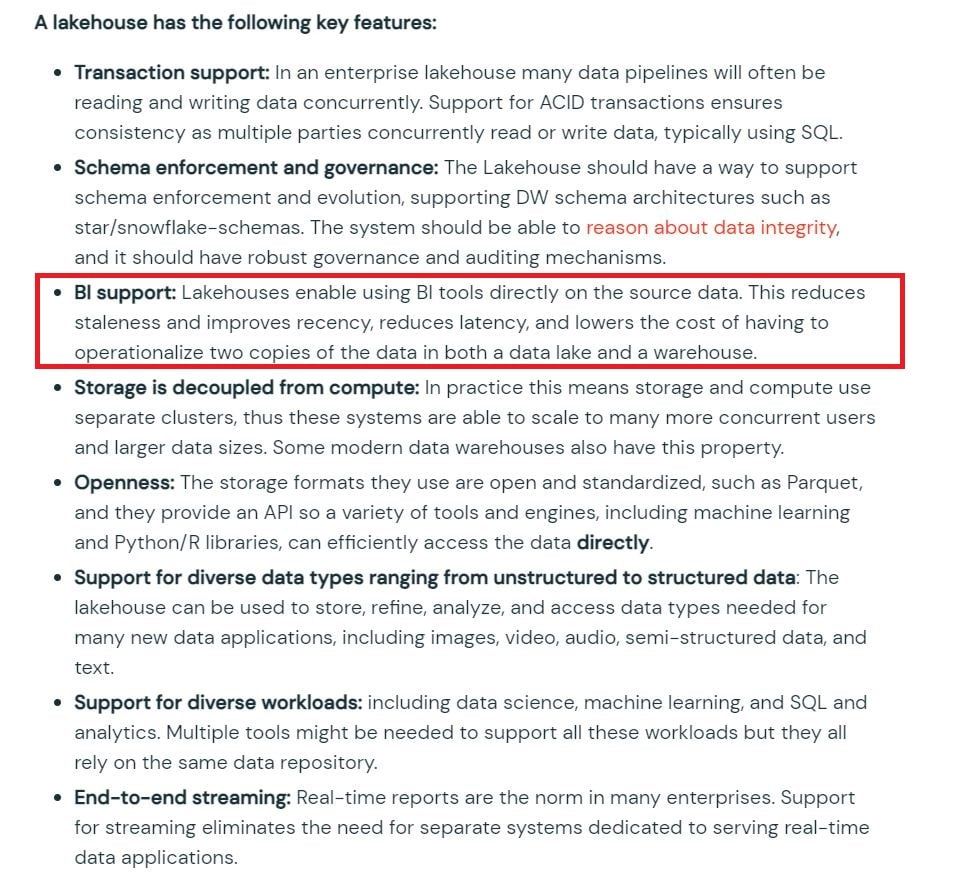 A lakehouse has the following key features:
• Transaction support: In an enterprise lakehouse many data pipelines will often be
reading and writing data concurrently. Support for ACID transactions ensures
consistency as multiple parties concurrently read or write data, typically using SQL.
• Schema enforcement and governance: The Lakehouse should have a way to support
schema enforcement and evolution, supporting DW schema architectures such as
star/snowflake-schemas. The system should be able to reason about data integrity,
and it should have robust governance and auditing mechanisms.
• BI support: Lakehouses enable using BI tools directly on the source data. This reduces
staleness and improves recency, reduces latency, and lowers the cost of having to
operationalize two copies of the data in both a data lake and a warehouse.
• Storage is decoupled from compute: In practice this means storage and compute use
separate clusters, thus these systems are able to scale to many more concurrent users
and larger data sizes. Some modern data warehouses also have this property.
• Openness: The storage formats they use are open and standardized, such as Parquet,
and they provide an API so a variety of tools and engines, including machine learning
and Python/R libraries, can efficiently access the data directly.
• Support for diverse data types ranging from unstructured to structured data: The
lakehouse can be used to store, refine, analyze, and access data types needed for
many new data applications, including images, video, audio, semi-structured data, and
text.
• Support for diverse workloads: including data science, machine learning, and SQL and
analytics. Multiple tools might be needed to support all these workloads but they all
rely on the same data repository.
• End-to-end streaming: Real-time reports are the norm in many enterprises. Support
for streaming eliminates the need for separate systems dedicated to serving real-time
data applications.